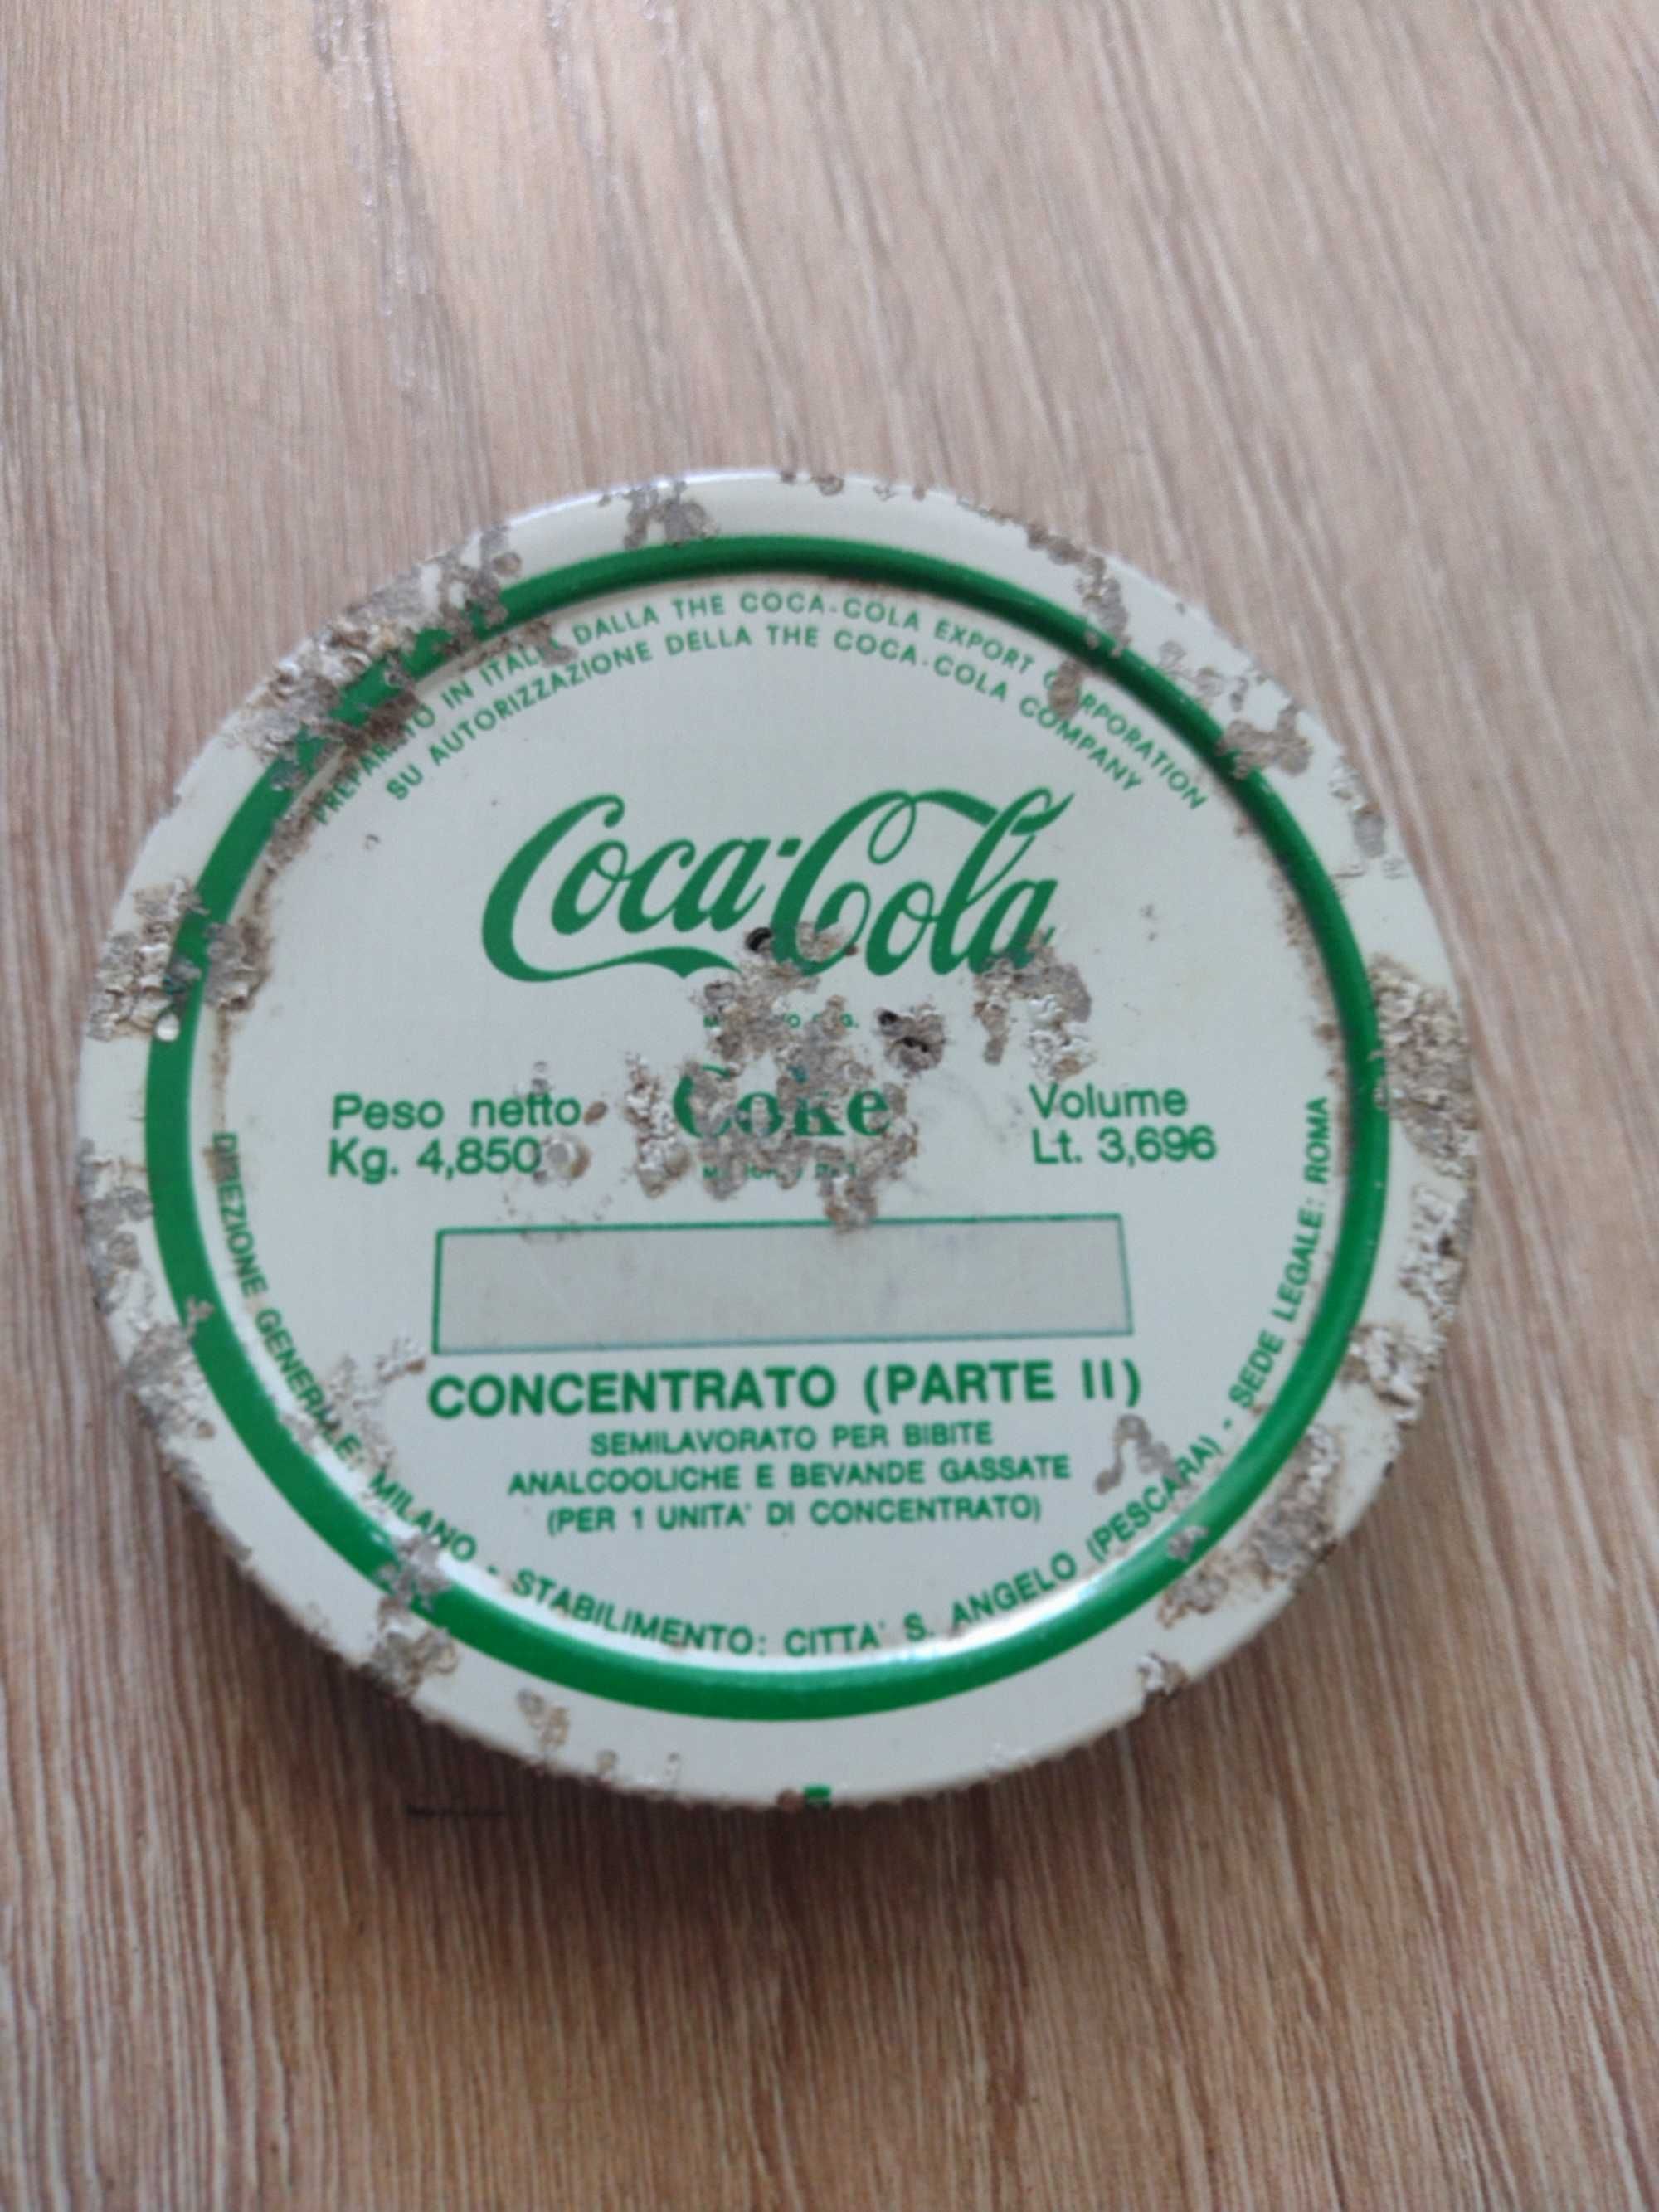 PREPARATO IN ITALIA DALLA THE COCA-COLA EXPORT CORPORATION
SU AUTORIZZAZIONE DELLA THE COCA-COLA COMPANY
Coca-Cola
Coke
Peso netto
Kg. 4,850
Volume
Lt. 3,696
CONCENTRATO (PARTE II)
SEMILAVORATO PER BIBITE
ANALCOOLICHE E BEVANDE GASSATE
(PER 1 UNITA' DI CONCENTRATO)
DIREZIONE GENERALE: MILANO - STABILIMENTO: CITTA' S. ANGELO (PESCARA) - SEDE LEGALE: ROMA